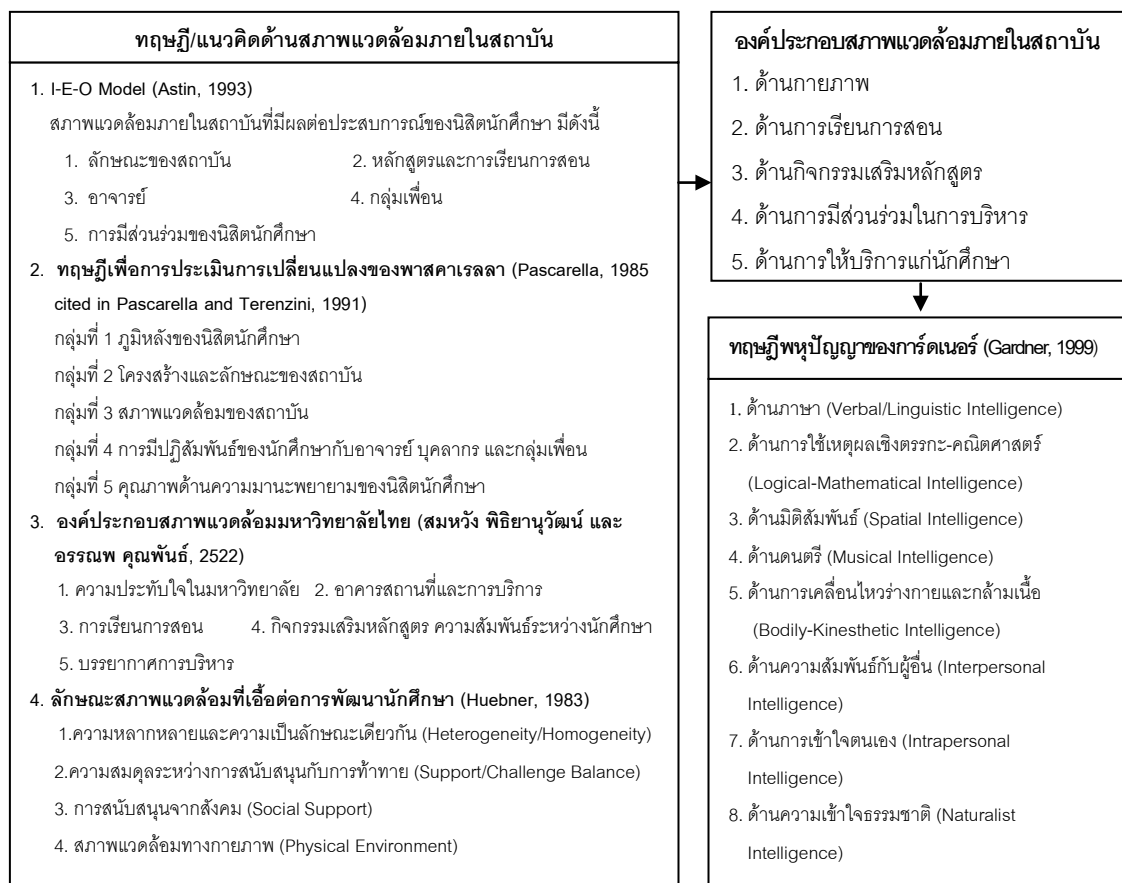 ทฤษฎี/แนวคิดด้านสภาพแวดล้อมภายในสถาบัน
1. I-E-O Model (Astin, 1993)
สภาพแวดล้อมภายในสถาบันที่มีผลต่อประสบการณ์ของนิสิตนักศึกษา มีดังนี้
1. ลักษณะของสถาบัน 2. หลักสูตรและการเรียนการสอน
3. อาจารย์ 4. กลุ่มเพื่อน
5. การมีส่วนร่วมของนิสิตนักศึกษา
2. ทฤษฎีเพื่อการประเมินการเปลี่ยนแปลงของพาสคาเรลลา (Pascarella, 1985
cited in Pascarella and Terenzini, 1991)
กลุ่มที่ 1 ภูมิหลังของนิสิตนักศึกษา
กลุ่มที่ 2 โครงสร้างและลักษณะของสถาบัน
กลุ่มที่ 3 สภาพแวดล้อมของสถาบัน
กลุ่มที่ 4 การมีปฏิสัมพันธ์ของนักศึกษากับอาจารย์ บุคลากร และกลุ่มเพื่อน
กลุ่มที่ 5 คุณภาพด้านความมานะพยายามของนิสิตนักศึกษา
3. องค์ประกอบสภาพแวดล้อมมหาวิทยาลัยไทย (สมหวัง พิธิยานุวัฒน์ และ
อรรณพ คุณพันธ์, 2522)
1. ความประทับใจในมหาวิทยาลัย 2. อาคารสถานที่และการบริการ
3. การเรียนการสอน 4. กิจกรรมเสริมหลักสูตร ความสัมพันธ์ระหว่างนักศึกษา
5. บรรยากาศการบริหาร
4. ลักษณะสภาพแวดล้อมที่เอื้อต่อการพัฒนานักศึกษา (Huebner, 1983)
1.ความหลากหลายและความเป็นลักษณะเดียวกัน (Heterogeneity/Homogeneity)
2.ความสมดุลระหว่างการสนับสนุนกับการท้าทาย (Support/Challenge Balance)
3. การสนับสนุนจากสังคม (Social Support)
4. สภาพแวดล้อมทางกายภาพ (Physical Environment)
องค์ประกอบสภาพแวดล้อมภายในสถาบัน
1. ด้านกายภาพ
2. ด้านการเรียนการสอน
3. ด้านกิจกรรมเสริมหลักสูตร
4. ด้านการมีส่วนร่วมในการบริหาร
5. ด้านการให้บริการแก่นักศึกษา
ทฤษฎีพหุปัญญาของการ์ดเนอร์ (Gardner, 1999)
1. ด้านภาษา (Verbal/Linguistic Intelligence)
2. ด้านการใช้เหตุผลเชิงตรรกะ-คณิตศาสตร์
(Logical-Mathematical Intelligence)
3. ด้านมิติสัมพันธ์ (Spatial Intelligence)
4. ด้านดนตรี (Musical Intelligence)
5. ด้านการเคลื่อนไหวร่างกายและกล้ามเนื้อ
(Bodily-Kinesthetic Intelligence)
6. ด้านความสัมพันธ์กับผู้อื่น (Interpersonal
Intelligence)
7. ด้านการเข้าใจตนเอง (Intrapersonal
Intelligence)
8. ด้านความเข้าใจธรรมชาติ (Naturalist
Intelligence)